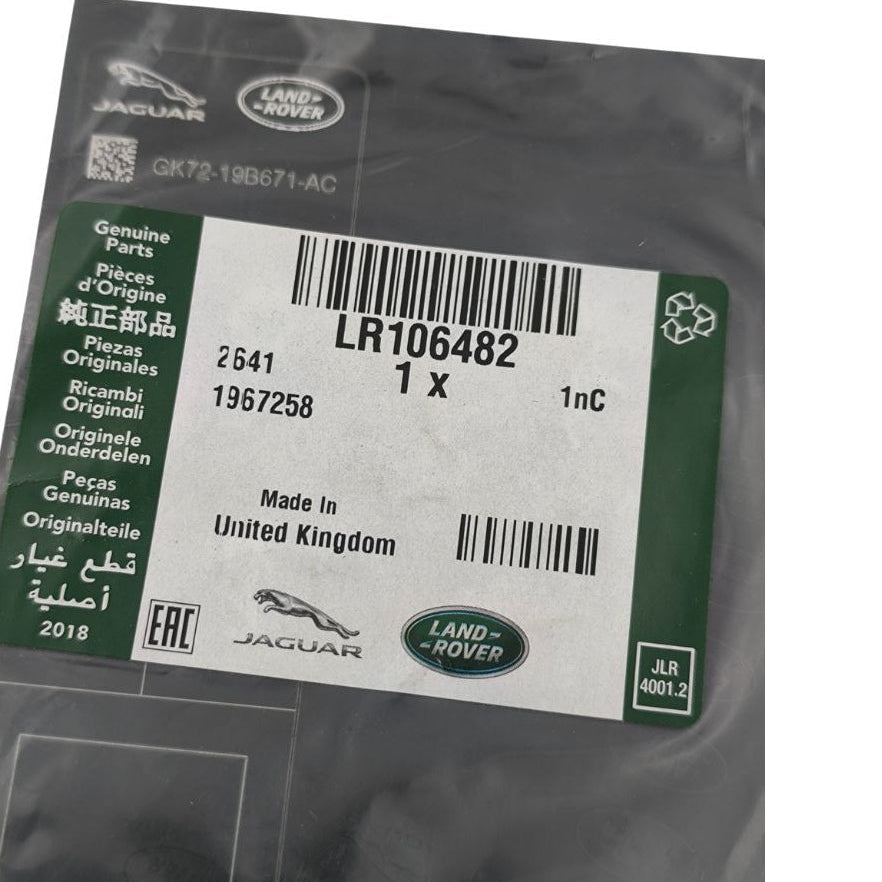 JAGUAR
LAND-
-ROVER
GK72-19B671-AC
Genuine
Parts
Pièces
d'Origine
純正部品
Piezas
Originales
Ricambi
Originali
Originele
Onderdelen
Peças
Genuinas
Originalteile
قطع غيار
أصلية
2018
LR106482
2641
1 x
1nC
1967258
Made In
United Kingdom
EAC
JAGUAR
LAND-
-ROVER
JLR
4001.2